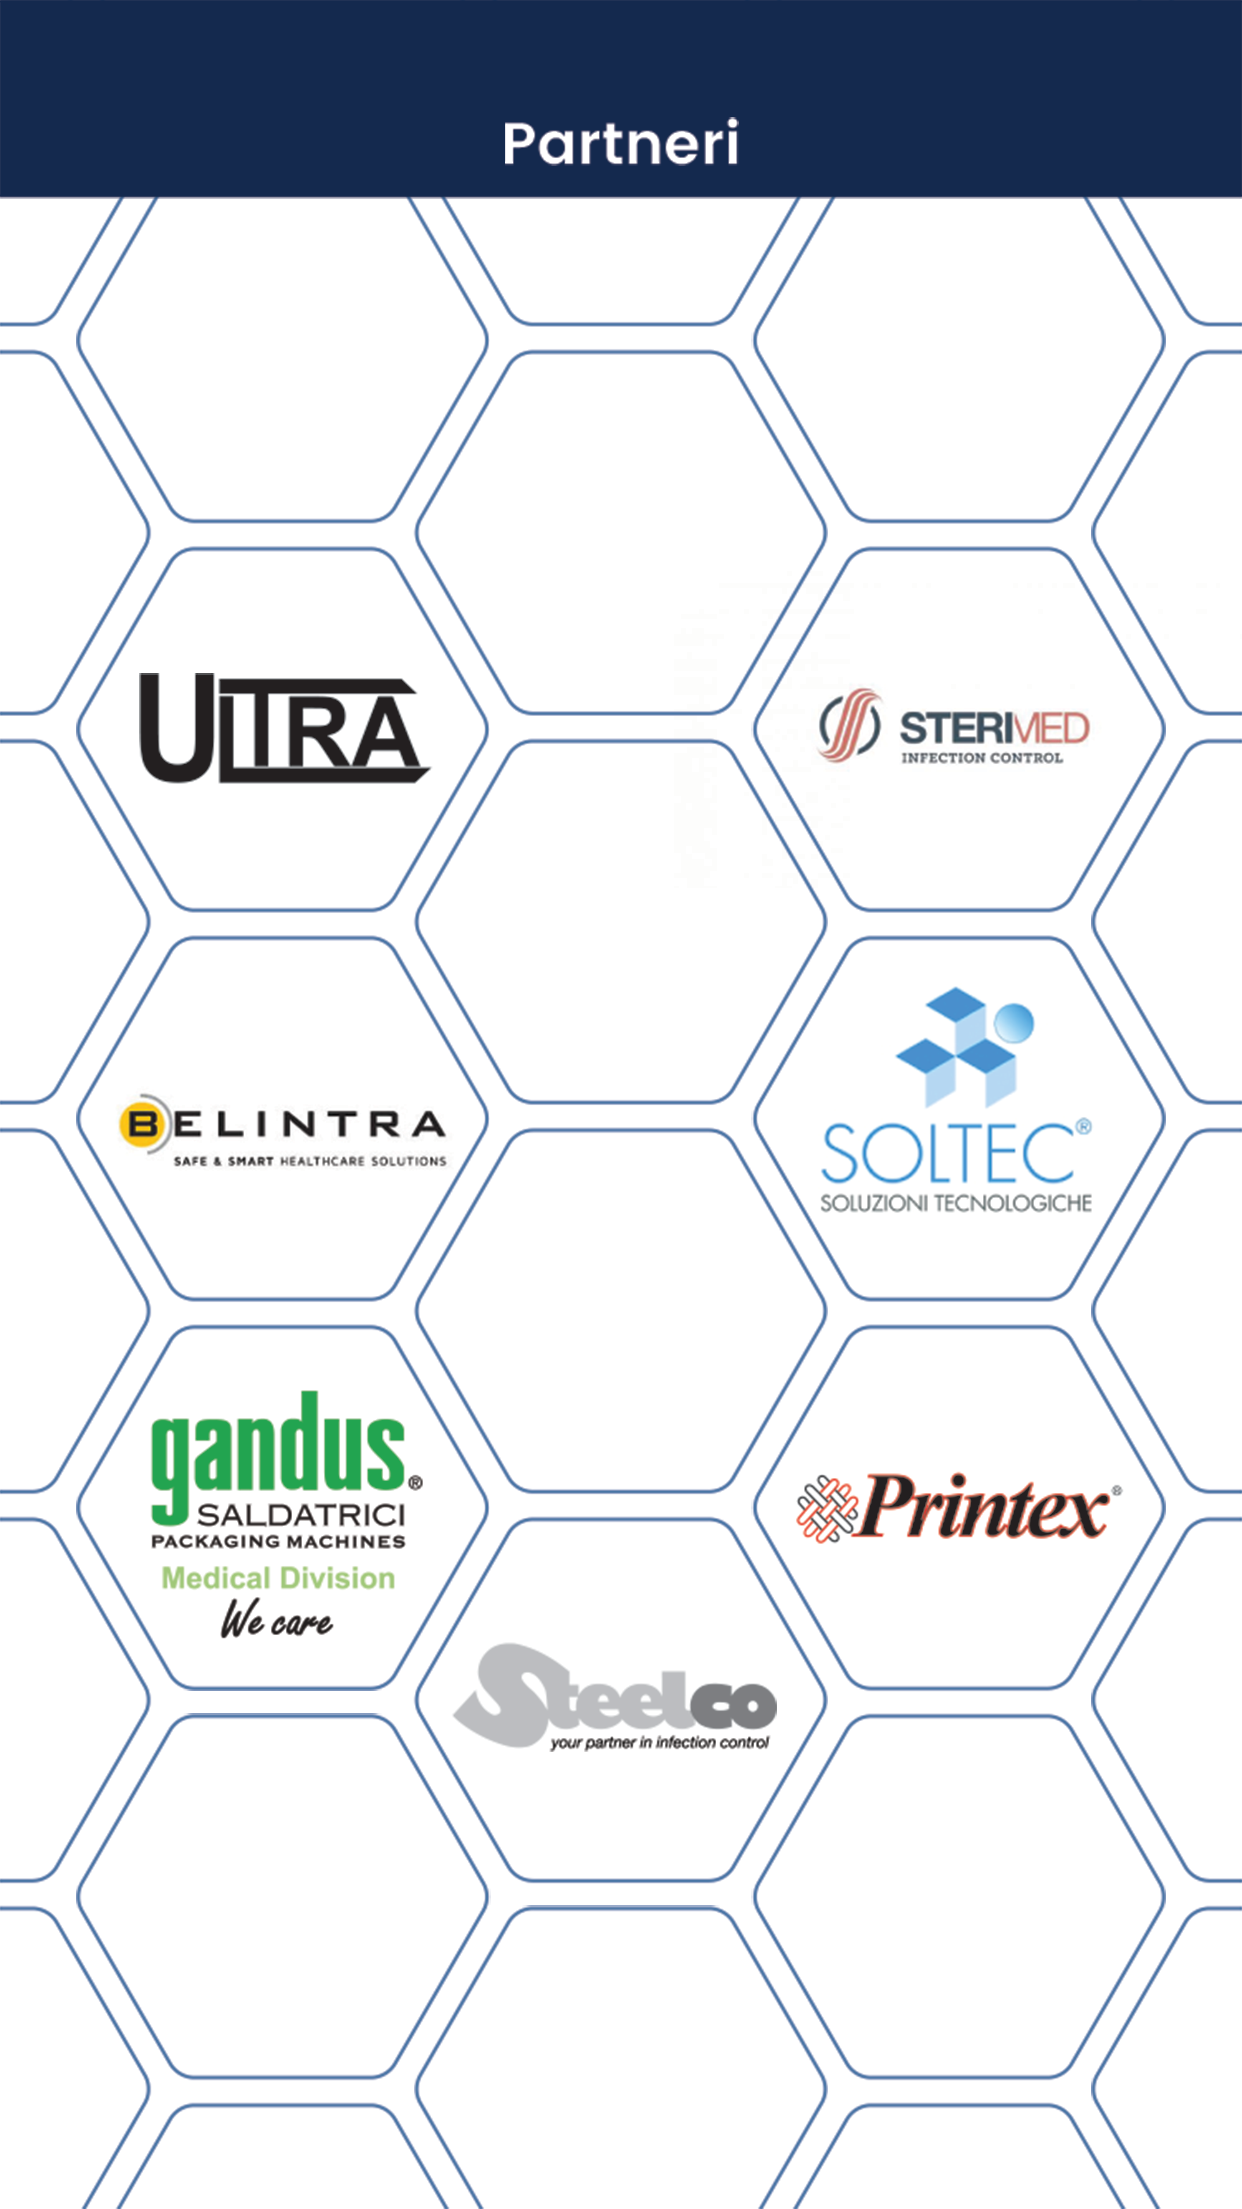 Partneri
ULTRA
STERIMED
INFECTION CONTROL
BELINTRA
SAFE & SMART HEALTHCARE SOLUTIONS
SOLTEC®
SOLUZIONI TECNOLOGICHE
gandus®
SALDATRICI
PACKAGING MACHINES
Medical Division
We care
Printex®
Steelco
your partner in infection control